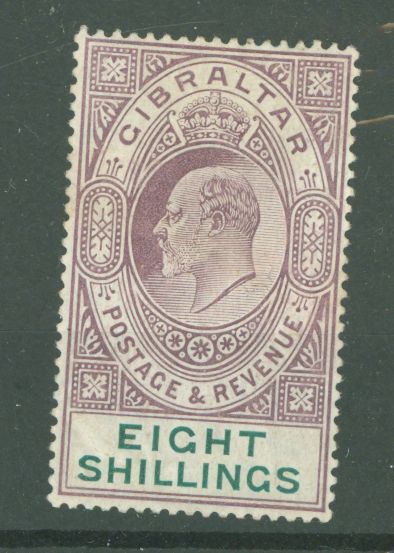 GIBRALTAR
POSTAGE & REVENUE
EIGHT
SHILLINGS